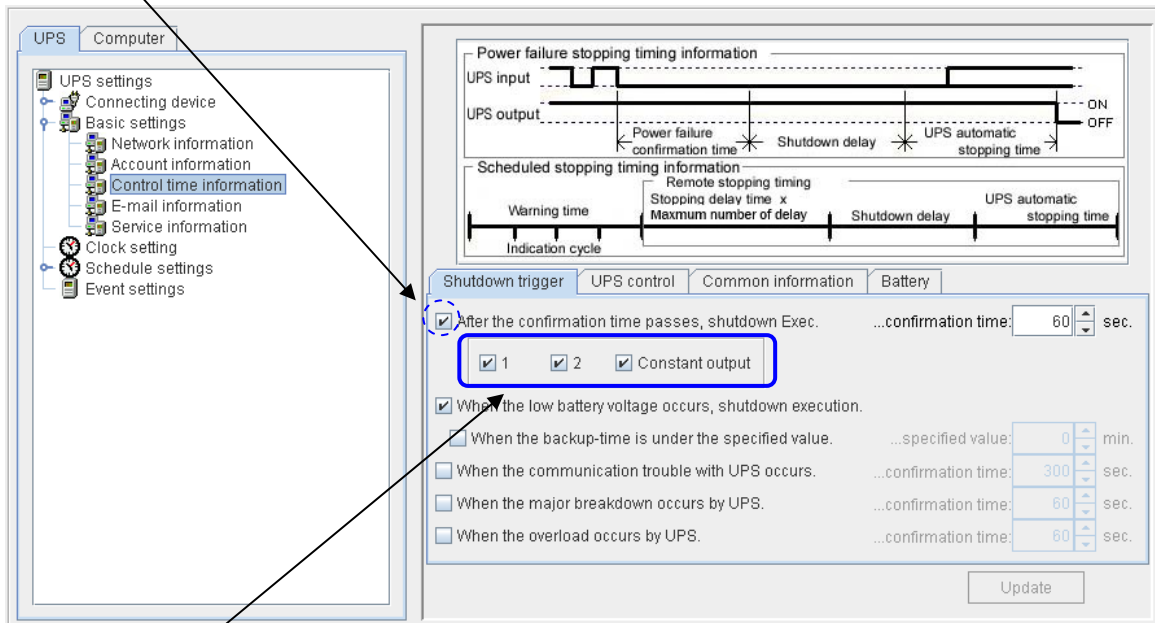 UPS Computer
UPS settings
Connecting device
Basic settings
Network information
Account information
Control time information
E-mail information
Service information
Clock setting
Schedule settings
Event settings
Power failure stopping timing information
UPS input
UPS output
ON
OFF
Power failure
confirmation time
Shutdown delay
UPS automatic
stopping time
Scheduled stopping timing information
Remote stopping timing
Warning time
Stopping delay time x
Maxmum number of delay
Shutdown delay
UPS automatic
stopping time
Indication cycle
Shutdown trigger UPS control Common information Battery
After the confirmation time passes, shutdown Exec. ...confirmation time: 60 sec.
1 2 Constant output
When the low battery voltage occurs, shutdown execution.
When the backup-time is under the specified value. ...specified value: 0 min.
When the communication trouble with UPS occurs. ...confirmation time: 300 sec.
When the major breakdown occurs by UPS. ...confirmation time: 60 sec.
When the overload occurs by UPS. ...confirmation time: 60 sec.
Update